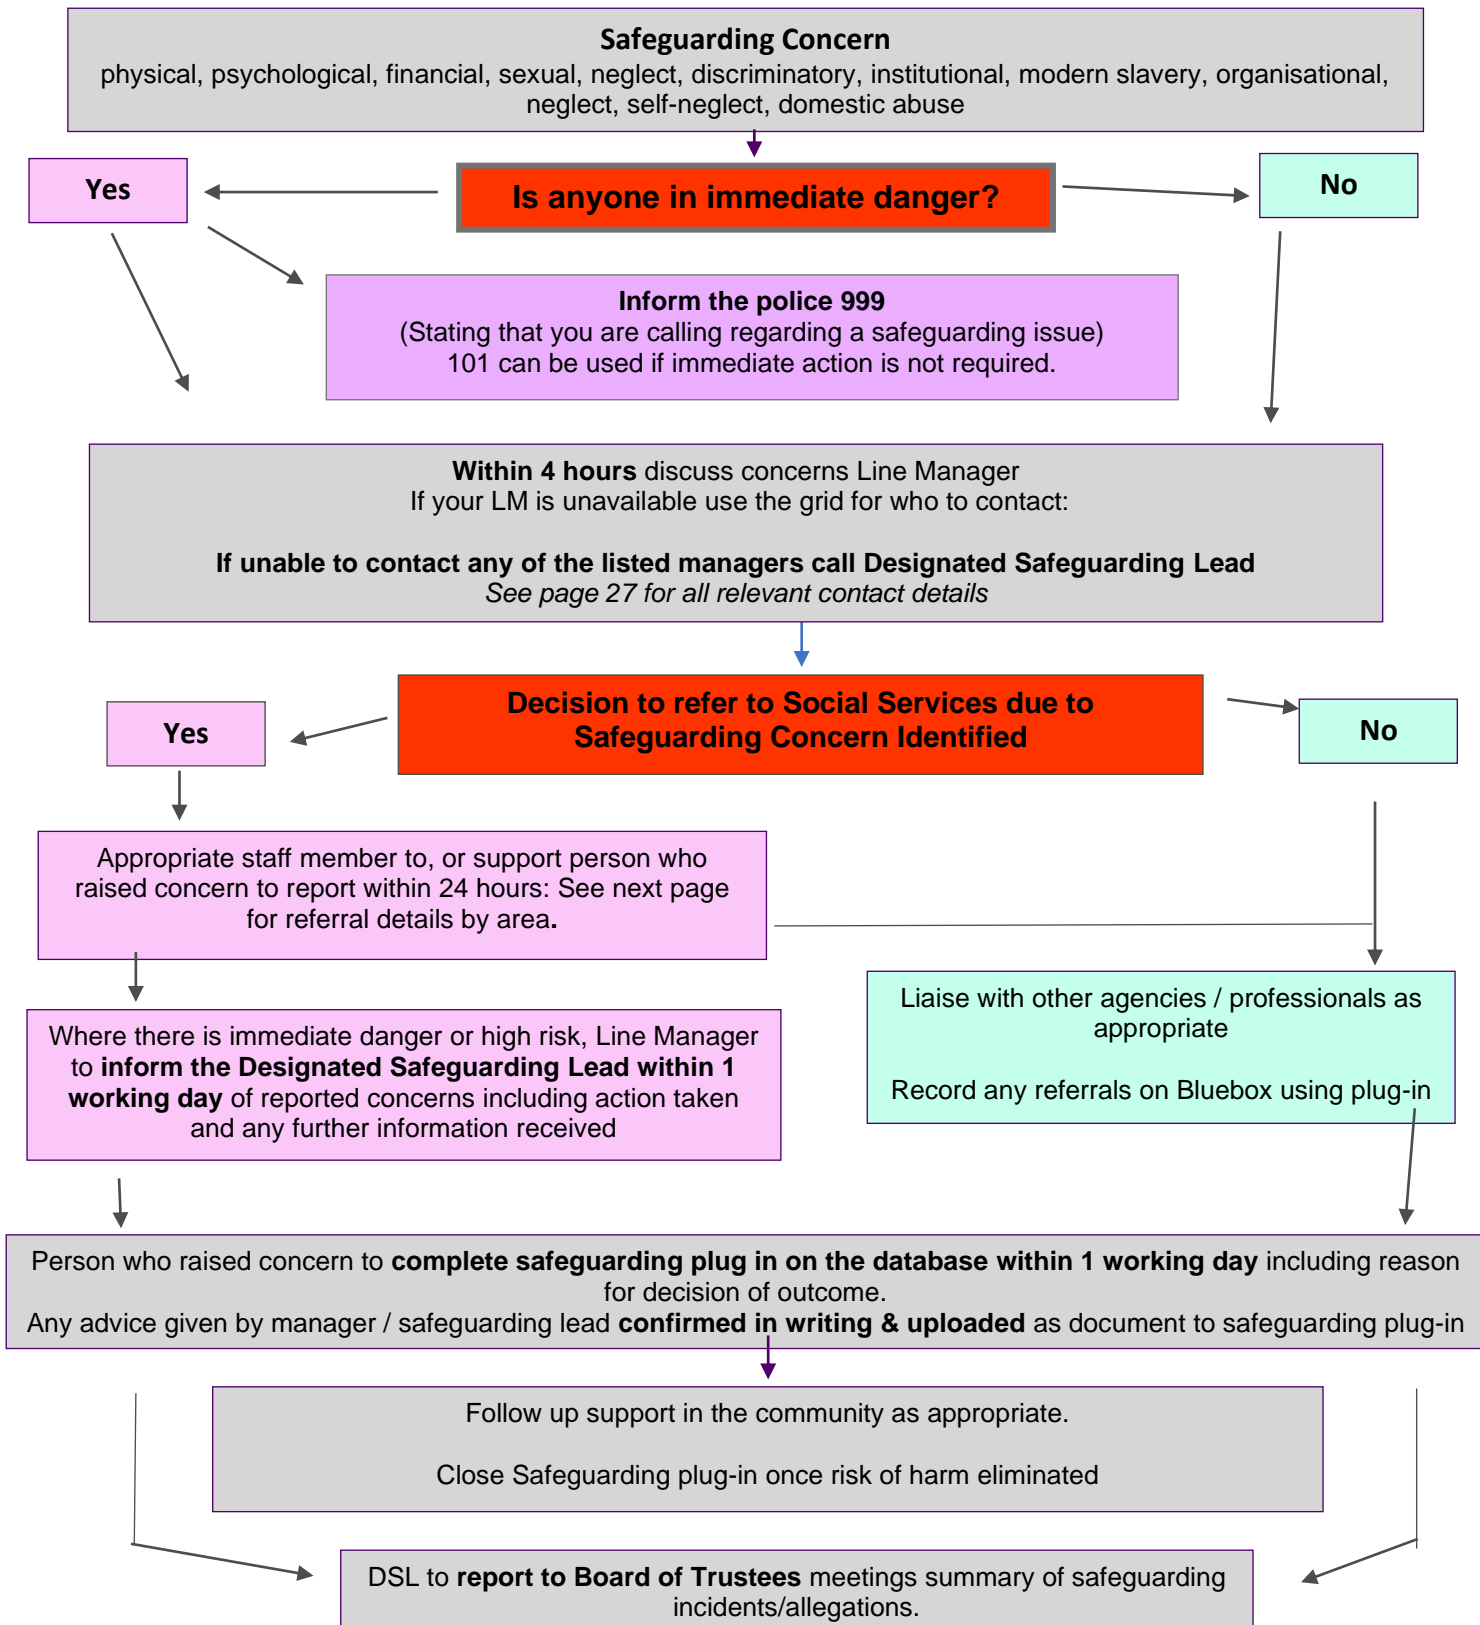 Safeguarding Concern
physical, psychological, financial, sexual, neglect, discriminatory, institutional, modern slavery, organisational,
neglect, self-neglect, domestic abuse
Yes
Is anyone in immediate danger?
No
Inform the police 999
(Stating that you are calling regarding a safeguarding issue)
101 can be used if immediate action is not required.
Within 4 hours discuss concerns Line Manager
If your LM is unavailable use the grid for who to contact:
If unable to contact any of the listed managers call Designated Safeguarding Lead
See page 27 for all relevant contact details
Decision to refer to Social Services due to
Safeguarding Concern Identified
Yes
No
Appropriate staff member to, or support person who
raised concern to report within 24 hours: See next page
for referral details by area.
Where there is immediate danger or high risk, Line Manager
to inform the Designated Safeguarding Lead within 1
working day of reported concerns including action taken
and any further information received
Liaise with other agencies / professionals as
appropriate
Record any referrals on Bluebox using plug-in
Person who raised concern to complete safeguarding plug in on the database within 1 working day including reason
for decision of outcome.
Any advice given by manager / safeguarding lead confirmed in writing & uploaded as document to safeguarding plug-in
Follow up support in the community as appropriate.
Close Safeguarding plug-in once risk of harm eliminated
DSL to report to Board of Trustees meetings summary of safeguarding
incidents/allegations.